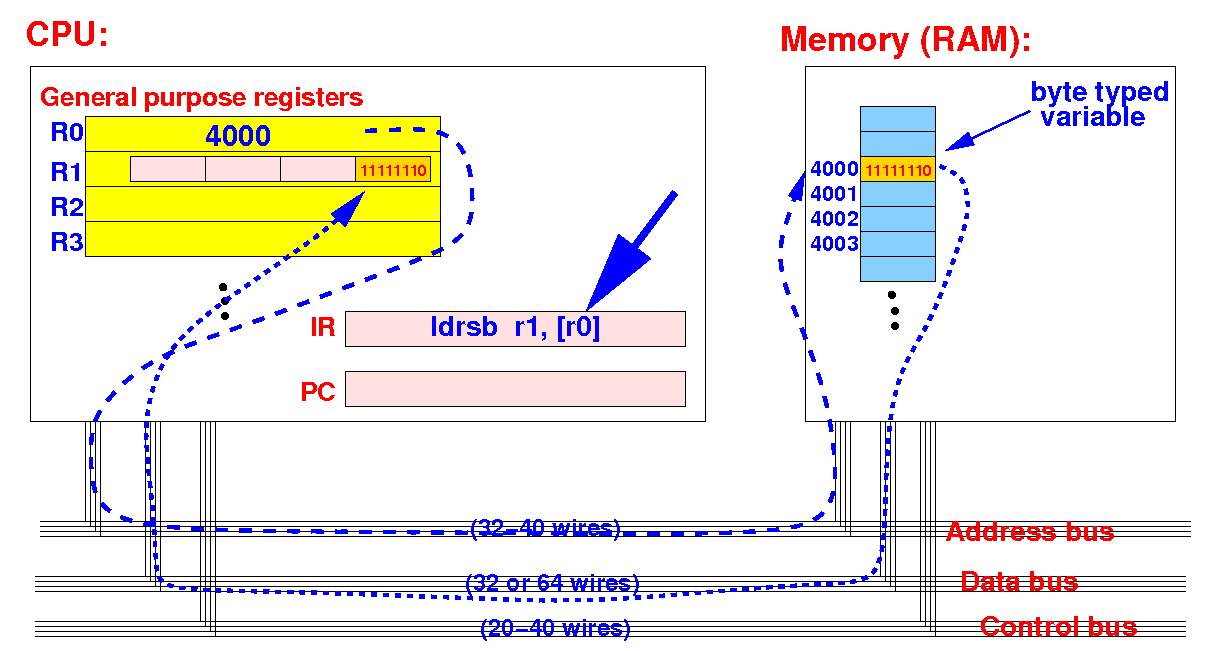 CPU:
Memory (RAM):
General purpose registers
byte typed
variable
R0 4000
R1 11111110
R2
R3
4000 11111110
4001
4002
4003
IR ldrsb r1, [r0]
PC
(32-40 wires)
Address bus
(32 or 64 wires)
Data bus
(20-40 wires)
Control bus